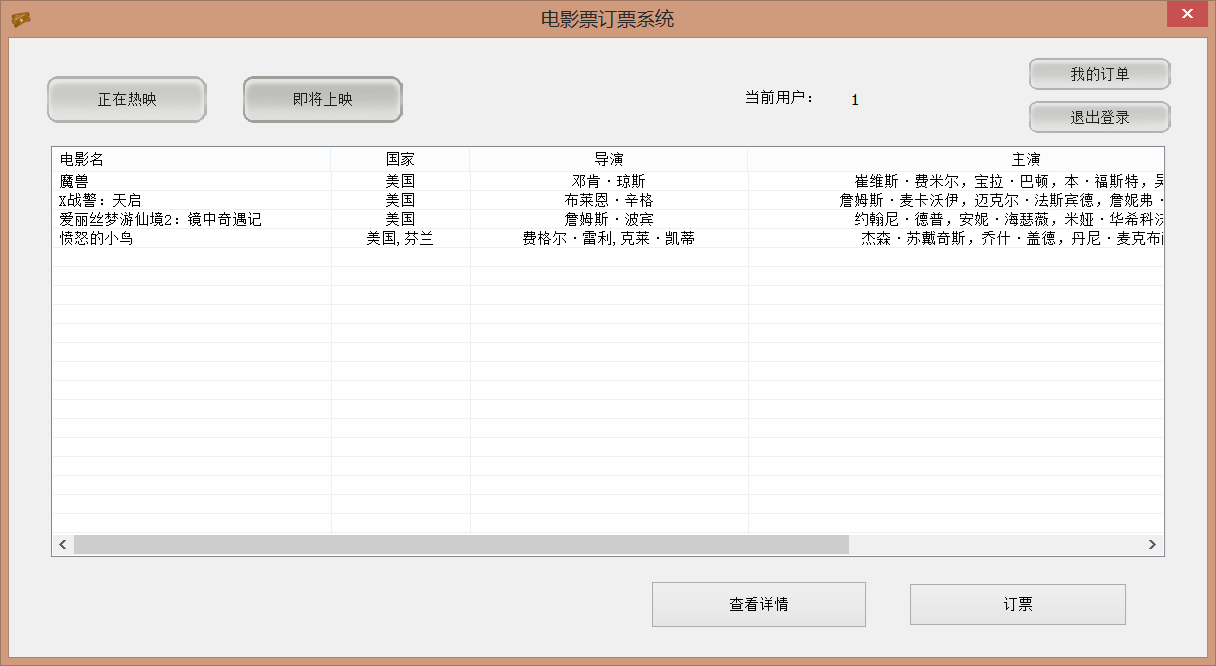 电影票订票系统
正在热映
即将上映
当前用户: 1
我的订单
退出登录
电影名 国家 导演 主演
魔兽 美国 邓肯·琼斯 崔维斯·费米尔, 宝拉·巴顿, 本·福斯特,
X战警: 天启 美国 布莱恩·辛格 詹姆斯·麦卡沃伊, 迈克尔·法斯宾德, 詹妮弗·
爱丽丝梦游仙境2: 镜中奇遇记 美国 詹姆斯·波宾 约翰尼·德普, 安妮·海瑟薇, 米娅·华希科沃
愤怒的小鸟 美国,芬兰 费格尔·雷利,克莱·凯蒂 杰森·苏戴奇斯, 乔什·盖德, 丹尼·麦克布
查看详情
订票